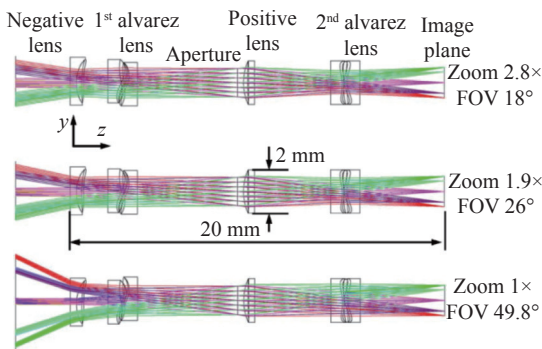 Negative lens
1st alvarez lens
Aperture
Positive lens
2nd alvarez lens
Image plane
Zoom 2.8×
FOV 18°
y
z
2 mm
Zoom 1.9×
FOV 26°
20 mm
Zoom 1×
FOV 49.8°